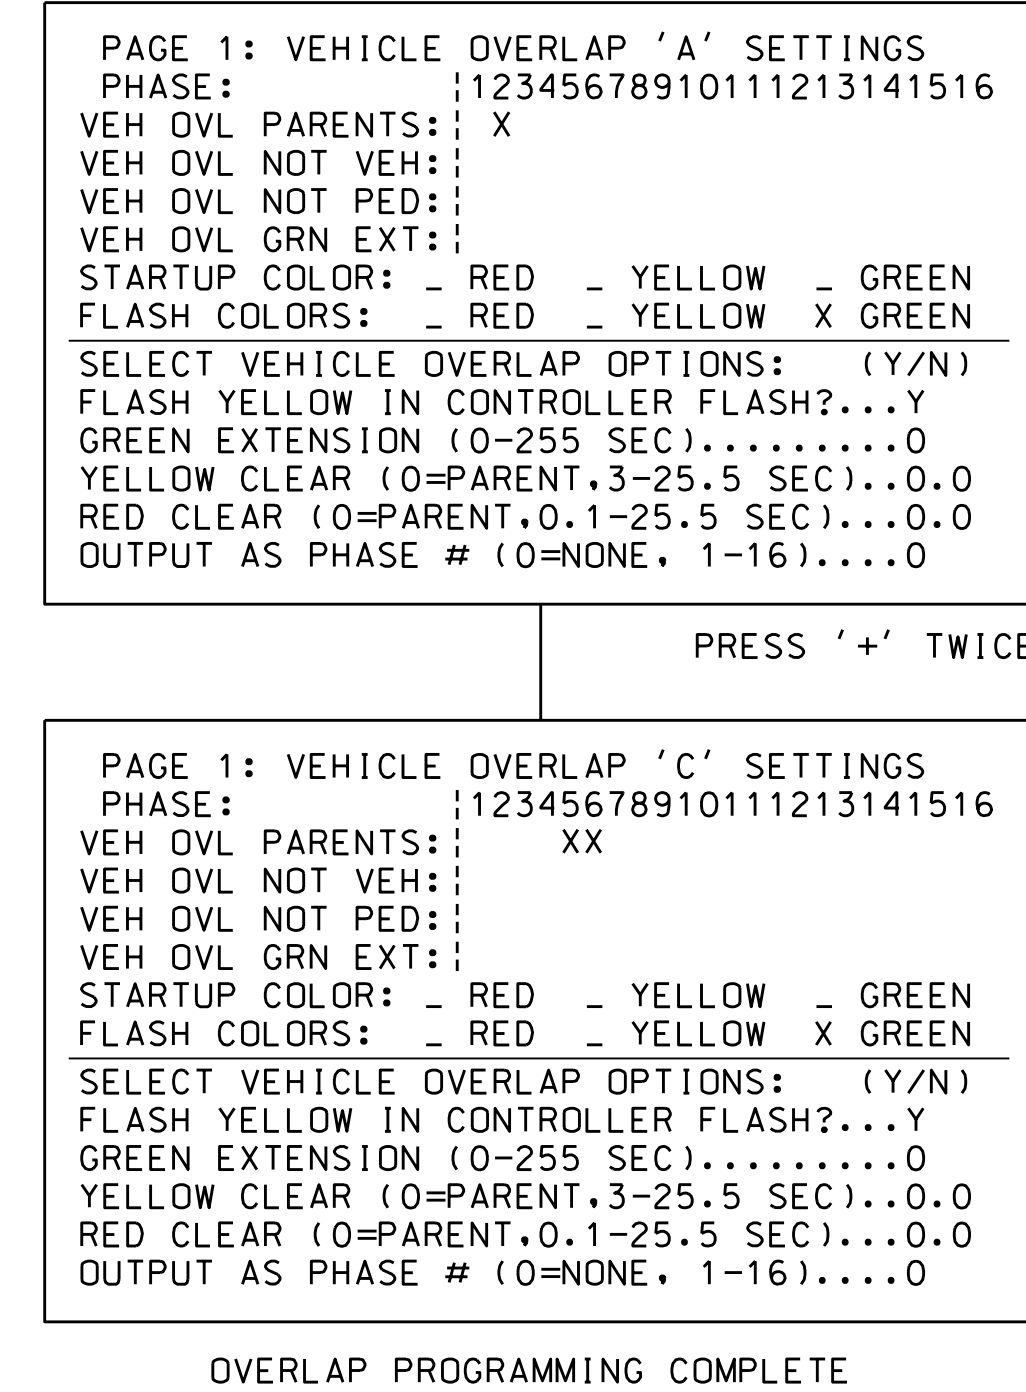 PAGE 1: VEHICLE OVERLAP 'A' SETTINGS
PHASE: ¦12345678910111213141516
VEH OVL PARENTS:¦ X
VEH OVL NOT VEH:¦
VEH OVL NOT PED:¦
VEH OVL GRN EXT:¦
STARTUP COLOR: _ RED _ YELLOW _ GREEN
FLASH COLORS: _ RED _ YELLOW X GREEN
SELECT VEHICLE OVERLAP OPTIONS: (Y/N)
FLASH YELLOW IN CONTROLLER FLASH?...Y
GREEN EXTENSION (0-255 SEC).........0
YELLOW CLEAR (0=PARENT,3-25.5 SEC)..0.0
RED CLEAR (0=PARENT,0.1-25.5 SEC)...0.0
OUTPUT AS PHASE # (0=NONE, 1-16)....0
PRESS '+' TWICE
PAGE 1: VEHICLE OVERLAP 'C' SETTINGS
PHASE: ¦12345678910111213141516
VEH OVL PARENTS:¦ XX
VEH OVL NOT VEH:¦
VEH OVL NOT PED:¦
VEH OVL GRN EXT:¦
STARTUP COLOR: _ RED _ YELLOW _ GREEN
FLASH COLORS: _ RED _ YELLOW X GREEN
SELECT VEHICLE OVERLAP OPTIONS: (Y/N)
FLASH YELLOW IN CONTROLLER FLASH?...Y
GREEN EXTENSION (0-255 SEC).........0
YELLOW CLEAR (0=PARENT,3-25.5 SEC)..0.0
RED CLEAR (0=PARENT,0.1-25.5 SEC)...0.0
OUTPUT AS PHASE # (0=NONE, 1-16)....0
OVERLAP PROGRAMMING COMPLETE